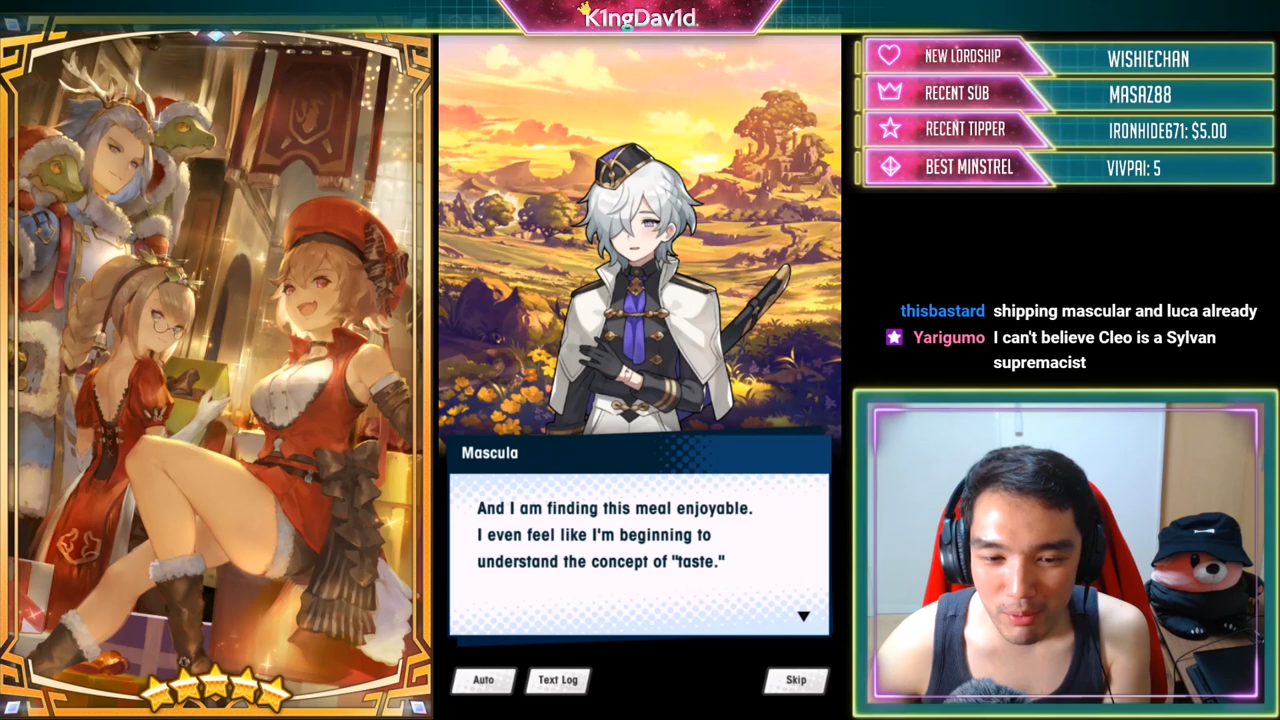 K1ngDav1d.
NEW LORDSHIP
WISHIECHAN
RECENT SUB
MASAZ88
RECENT TIPPER
IRONHIDE671: $5.00
BEST MINSTREL
VIVPAI: 5
thisbastard shipping mascular and luca already
Yarigumo I can't believe Cleo is a Sylvan
supremacist
Mascula
And I am finding this meal enjoyable.
I even feel like I'm beginning to
understand the concept of "taste."
Auto
Text Log
Skip